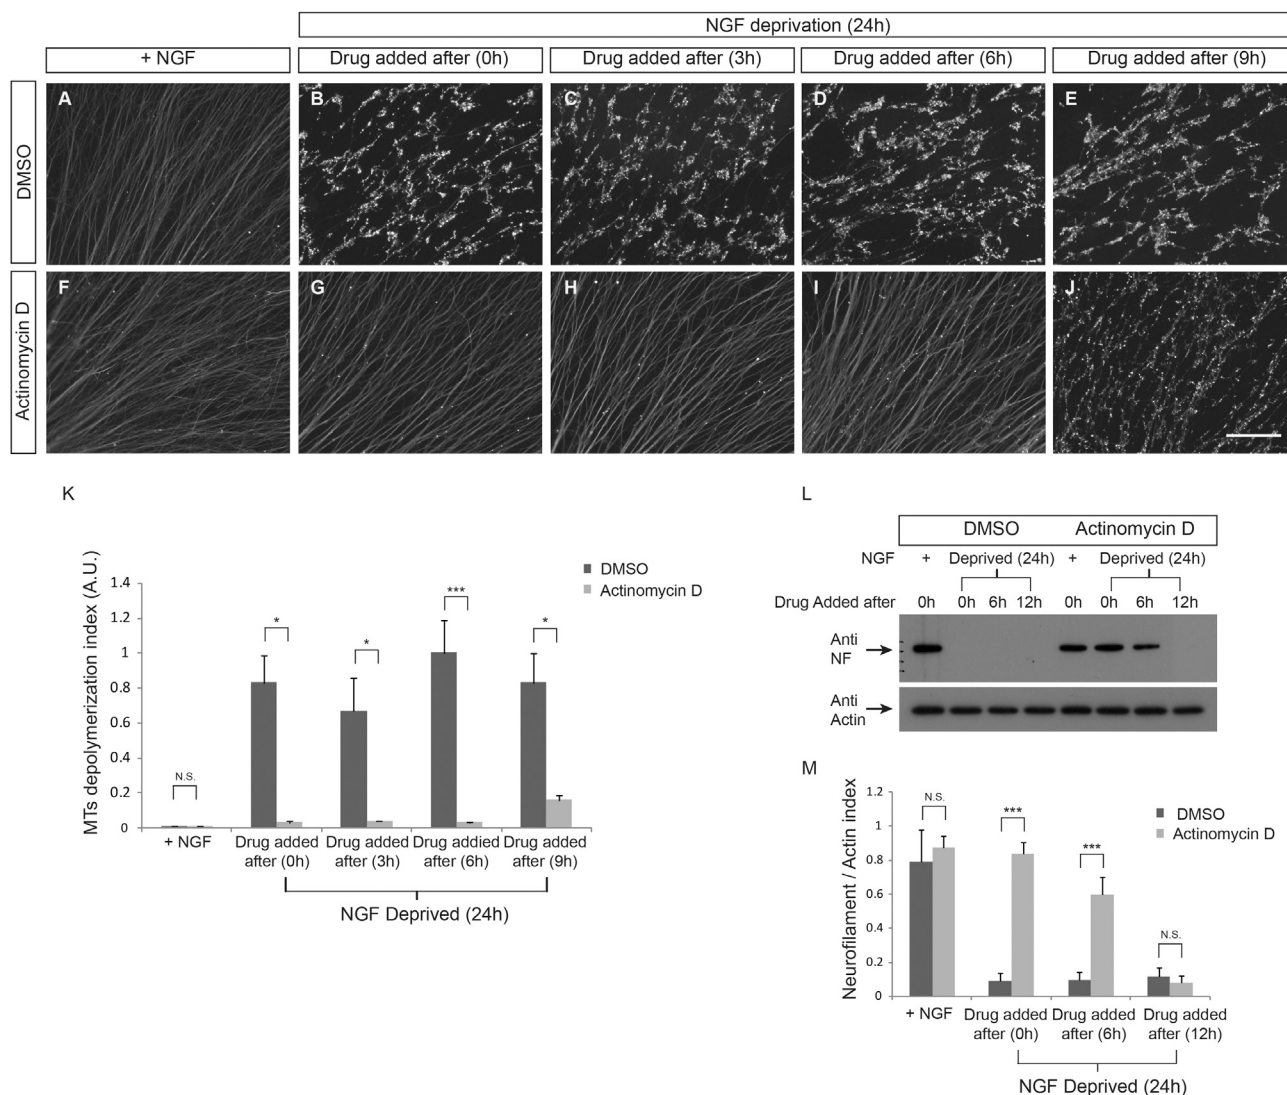 NGF deprivation (24h)
+ NGF
Drug added after (0h)
Drug added after (3h)
Drug added after (6h)
Drug added after (9h)
DMSO
A
B
C
D
E
Actinomycin D
F
G
H
I
J
K
MTs depolymerization index (A.U.)
1.4
1.2
1
0.8
0.6
0.4
0.2
0
DMSO
Actinomycin D
N.S.
*
*
***
*
+ NGF
Drug added
after (0h)
Drug added
after (3h)
Drug addied
after (6h)
Drug added
after (9h)
NGF Deprived (24h)
L
DMSO
Actinomycin D
NGF + Deprived (24h) + Deprived (24h)
Drug Added after 0h 0h 6h 12h 0h 0h 6h 12h
Anti
NF
Anti
Actin
M
Neurofilament / Actin index
1.2
1
0.8
0.6
0.4
0.2
0
DMSO
Actinomycin D
N.S.
***
***
N.S.
+ NGF
Drug added
after (0h)
Drug added
after (6h)
Drug added
after (12h)
NGF Deprived (24h)